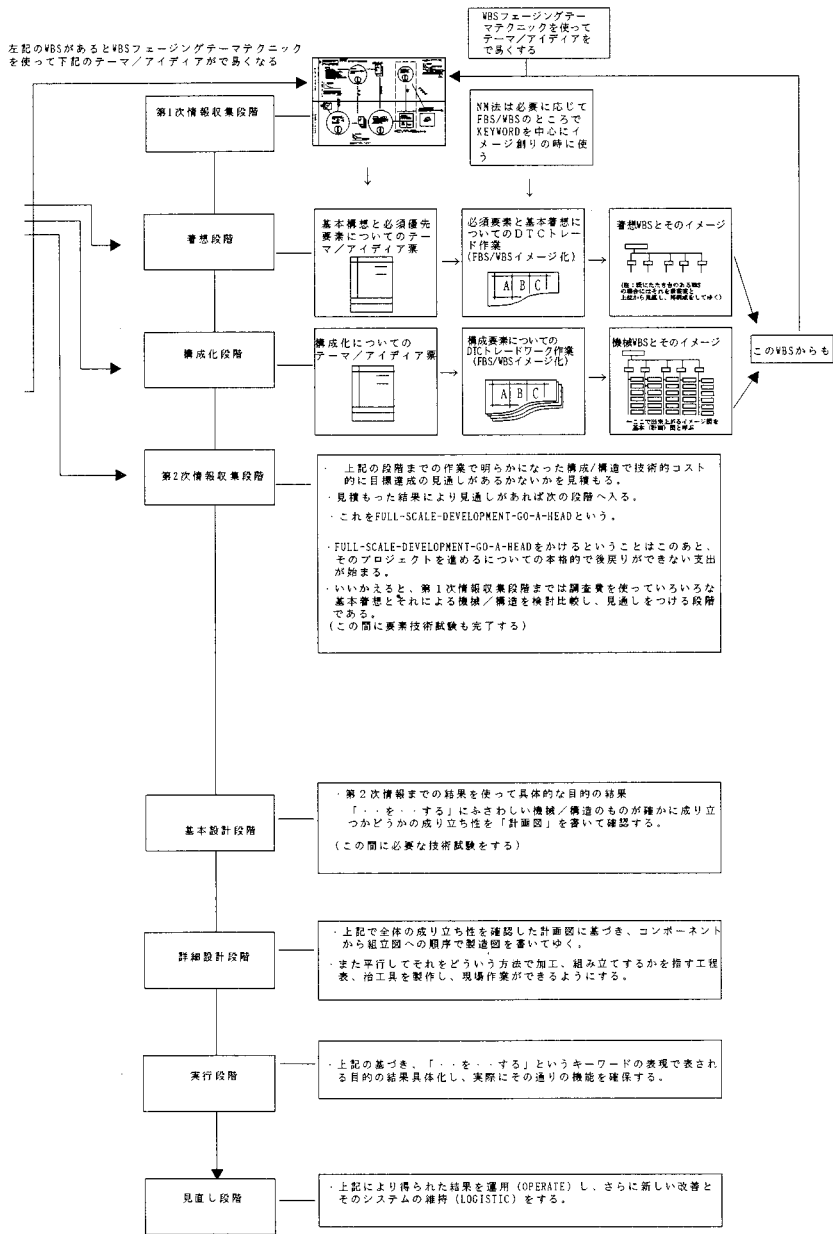 WBSフェージングテー
マテクニックを使って
テーマ/アイディアを
で易くする
左記のWBSがあるとWBSフェージングテーマテクニック
を使って下記のテーマ/アイディアがで易くなる
第1次情報収集段階
NM法は必要に応じて
FBS/WBSのところで
KEYWORDを中心にイ
メージ創りの時に使
う
着想段階
基本構想と必須優先
要素についてのテー
マ/アイディア票
必須要素と基本着想に
ついてのDTCトレー
ド作業
(FBS/WBSイメージ化)
A B C
着想WBSとそのイメージ
構成化段階
構成化についての
テーマ/アイディア票
構成要素についての
DTCトレードワーク作業
(FBS/WBSイメージ化)
A B C
機械WBSとそのイメージ
←ここで出来上がるイメージ図を
基本(計画)図と呼ぶ
このWBSからも
第2次情報収集段階
・上記の段階までの作業で明らかになった構成/構造で技術的コスト
的に目標達成の見通しがあるかないかを見積もる。
・見積もった結果により見通しがあれば次の段階へ入る。
・これをFULL-SCALE-DEVELOPMENT-GO-A-HEADという。
・FULL-SCALE-DEVELOPMENT-GO-A-HEADをかけるということはこのあと、
そのプロジェクトを進めるについての本格的で後戻りができない支出
が始まる。
・いいかえると、第1次情報収集段階までは調査費を使っていろいろな
基本着想とそれによる機械/構造を検討比較し、見通しをつける段階
である。
(この間に要素技術試験も完了する)
基本設計段階
・第2次情報までの結果を使って具体的な目的の結果
「・・を・・する」にふさわしい機械/構造のものが確かに成り立
つかどうかの成り立ち性を「計画図」を書いて確認する。
(この間に必要な技術試験をする)
詳細設計段階
・上記で全体の成り立ち性を確認した計画図に基づき、コンポーネント
から組立図への順序で製造図を書いてゆく。
・また平行してそれをどういう方法で加工、組み立てするかを指す工程
表、治工具を製作し、現場作業ができるようにする。
実行段階
・上記の基づき、「・・を・・する」というキーワードの表現で表され
る目的の結果具体化し、実際にその通りの機能を確保する。
見直し段階
・上記により得られた結果を運用(OPERATE)し、さらに新しい改善と
そのシステムの維持(LOGISTIC)をする。